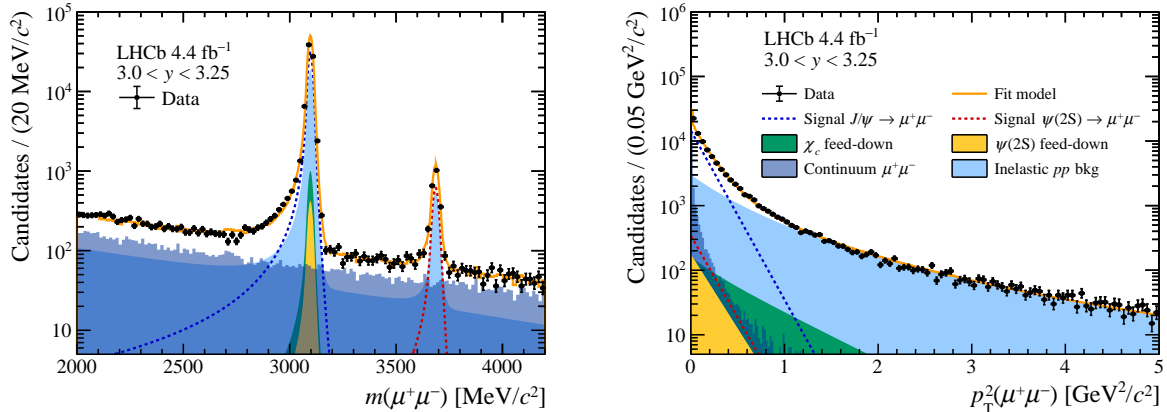 Candidates / (20 MeV/c²)
10⁵
10⁴
10³
10²
10
LHCb 4.4 fb⁻¹
3.0 < y < 3.25
Data
2000 2500 3000 3500 4000
m(μ⁺μ⁻) [MeV/c²]
Candidates / (0.05 GeV²/c²)
10⁶
10⁵
10⁴
10³
10²
10
LHCb 4.4 fb⁻¹
3.0 < y < 3.25
Data Fit model
Signal J/ψ → μ⁺μ⁻ Signal ψ(2S) → μ⁺μ⁻
χ_c feed-down ψ(2S) feed-down
Continuum μ⁺μ⁻ Inelastic pp bkg
0 1 2 3 4 5
p_T²(μ⁺μ⁻) [GeV²/c²]